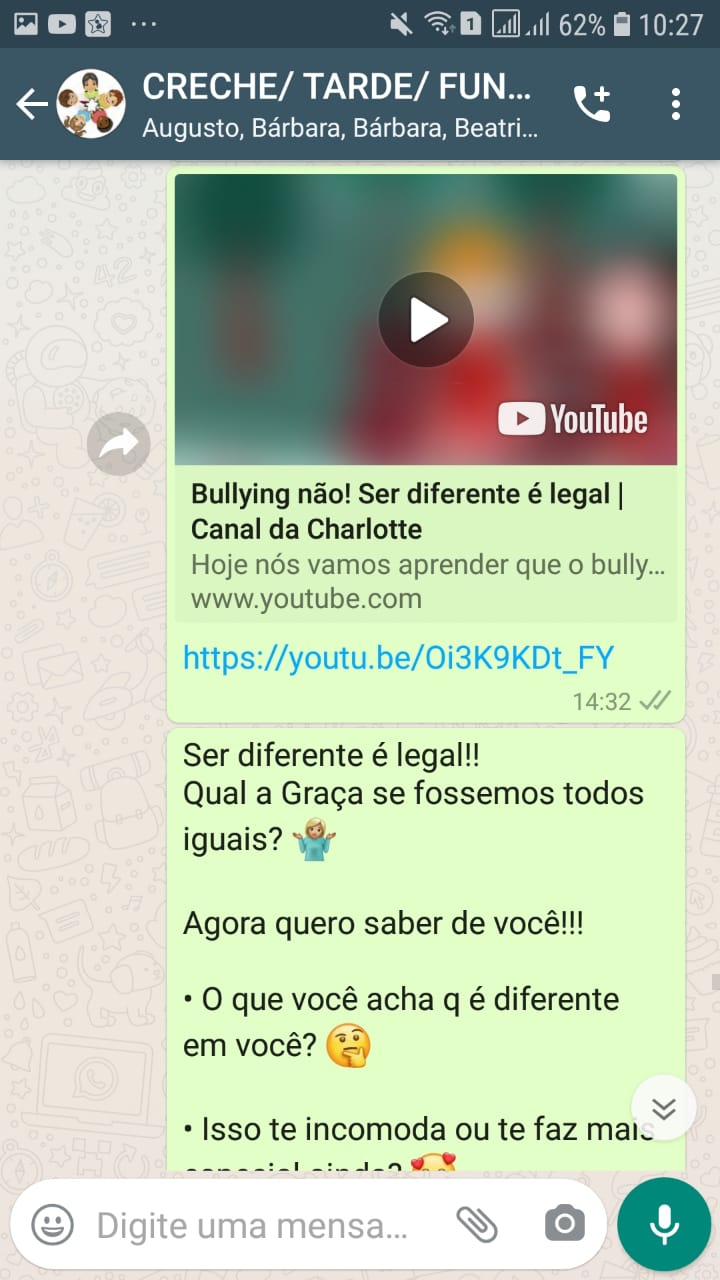 62% 10:27
CRECHE/ TARDE/ FUN...
Augusto, Bárbara, Bárbara, Beatri...
YouTube
Bullying não! Ser diferente é legal |
Canal da Charlotte
Hoje nós vamos aprender que o bully...
www.youtube.com
https://youtu.be/Oi3K9KDt_FY
14:32
Ser diferente é legal!!
Qual a Graça se fossemos todos
iguais? 🤷🏼‍♀️
Agora quero saber de você!!!
• O que você acha q é diferente
em você? 🤔
• Isso te incomoda ou te faz mais
especial ainda? 🥰
Digite uma mensa...